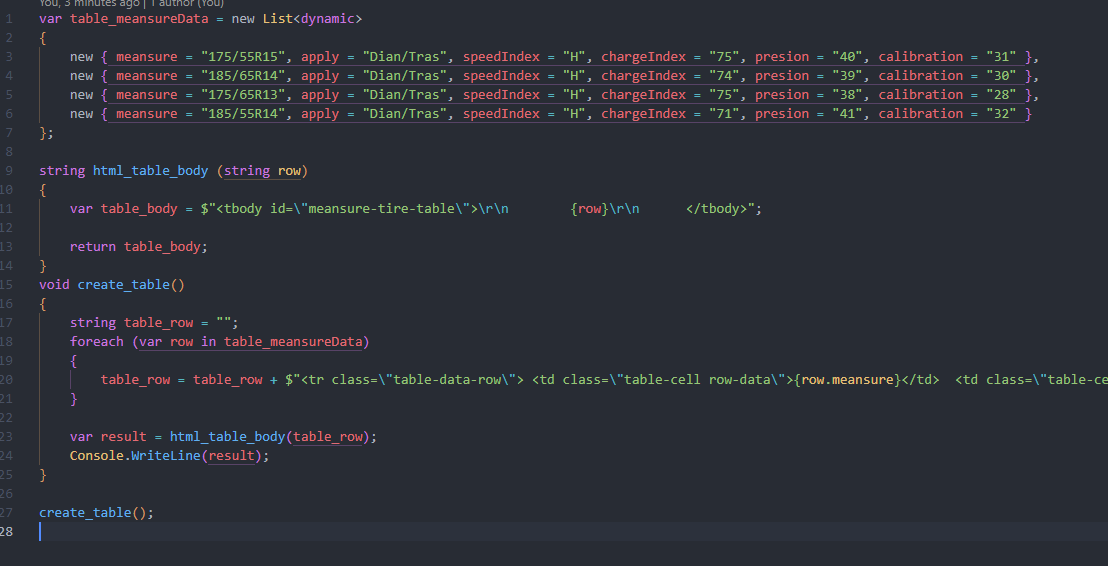 You, 3 minutes ago | 1 author (You)
1 var table_meansureData = new List<dynamic>
2 {
3 new { meansure = "175/55R15", apply = "Dian/Tras", speedIndex = "H", chargeIndex = "75", presion = "40", calibration = "31" },
4 new { meansure = "185/65R14", apply = "Dian/Tras", speedIndex = "H", chargeIndex = "74", presion = "39", calibration = "30" },
5 new { meansure = "175/65R13", apply = "Dian/Tras", speedIndex = "H", chargeIndex = "75", presion = "38", calibration = "28" },
6 new { meansure = "185/55R14", apply = "Dian/Tras", speedIndex = "H", chargeIndex = "71", presion = "41", calibration = "32" }
7 };
8
9 string html_table_body (string row)
10 {
11 var table_body = $"<tbody id=\"meansure-tire-table\">\r\n        {row}\r\n      </tbody>";
12
13 return table_body;
14 }
15 void create_table()
16 {
17 string table_row = "";
18 foreach (var row in table_meansureData)
19 {
20 table_row = table_row + $"<tr class=\"table-data-row\"> <td class=\"table-cell row-data\">{row.meansure}</td>  <td class=\"table-ce
21 }
22
23 var result = html_table_body(table_row);
24 Console.WriteLine(result);
25 }
26
27 create_table();
28